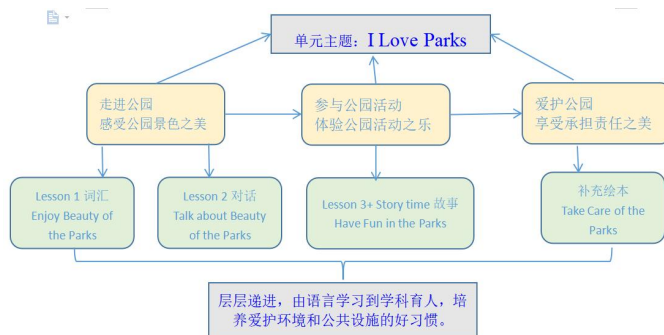 单元主题：I Love Parks
走进公园
感受公园景色之美
参与公园活动
体验公园活动之乐
爱护公园
享受承担责任之美
Lesson 1 词汇
Enjoy Beauty of
the Parks
Lesson 2 对话
Talk about Beauty
of the Parks
Lesson 3+ Story time 故事
Have Fun in the Parks
补充绘本
Take Care of the
Parks
层层递进，由语言学习到学科育人，培
养爱护环境和公共设施的好习惯。